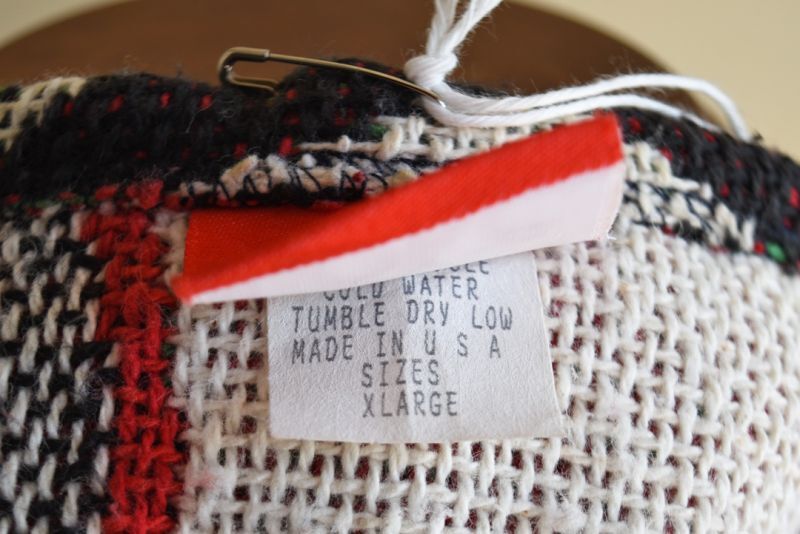 COLD WATER
TUMBLE DRY LOW
MADE IN U S A
SIZES
XLARGE